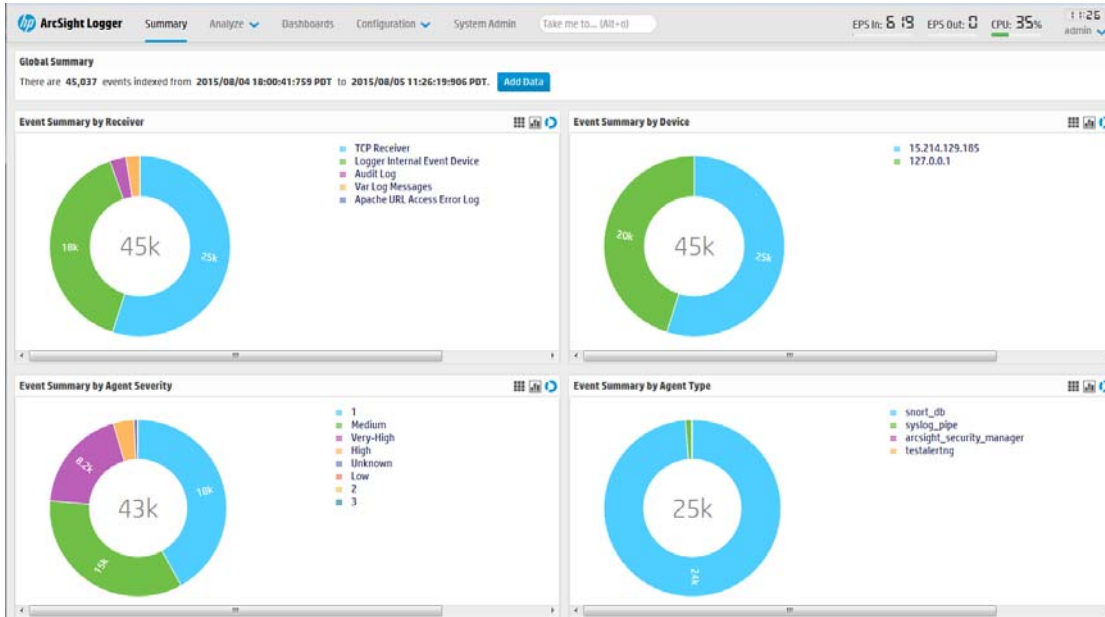 hp ArcSight Logger Summary Analyze Dashboards Configuration System Admin Take me to... (Alt+o) EPS In: 619 EPS Out: 0 CPU: 35% 11:26
admin
Global Summary
There are 45,037 events indexed from 2015/08/04 18:00:41:759 PDT to 2015/08/05 11:26:19:906 PDT. Add Data
Event Summary by Receiver
TCP Receiver
Logger Internal Event Device
Audit Log
Var Log Messages
Apache URL Access Error Log
18k
45k
25k
Event Summary by Device
15.214.129.185
127.0.0.1
20k
45k
25k
Event Summary by Agent Severity
1
Medium
Very-High
High
Unknown
Low
2
3
8.2k
18k
43k
15k
Event Summary by Agent Type
snort_db
syslog_pipe
arcsight_security_manager
testalertng
25k
24k